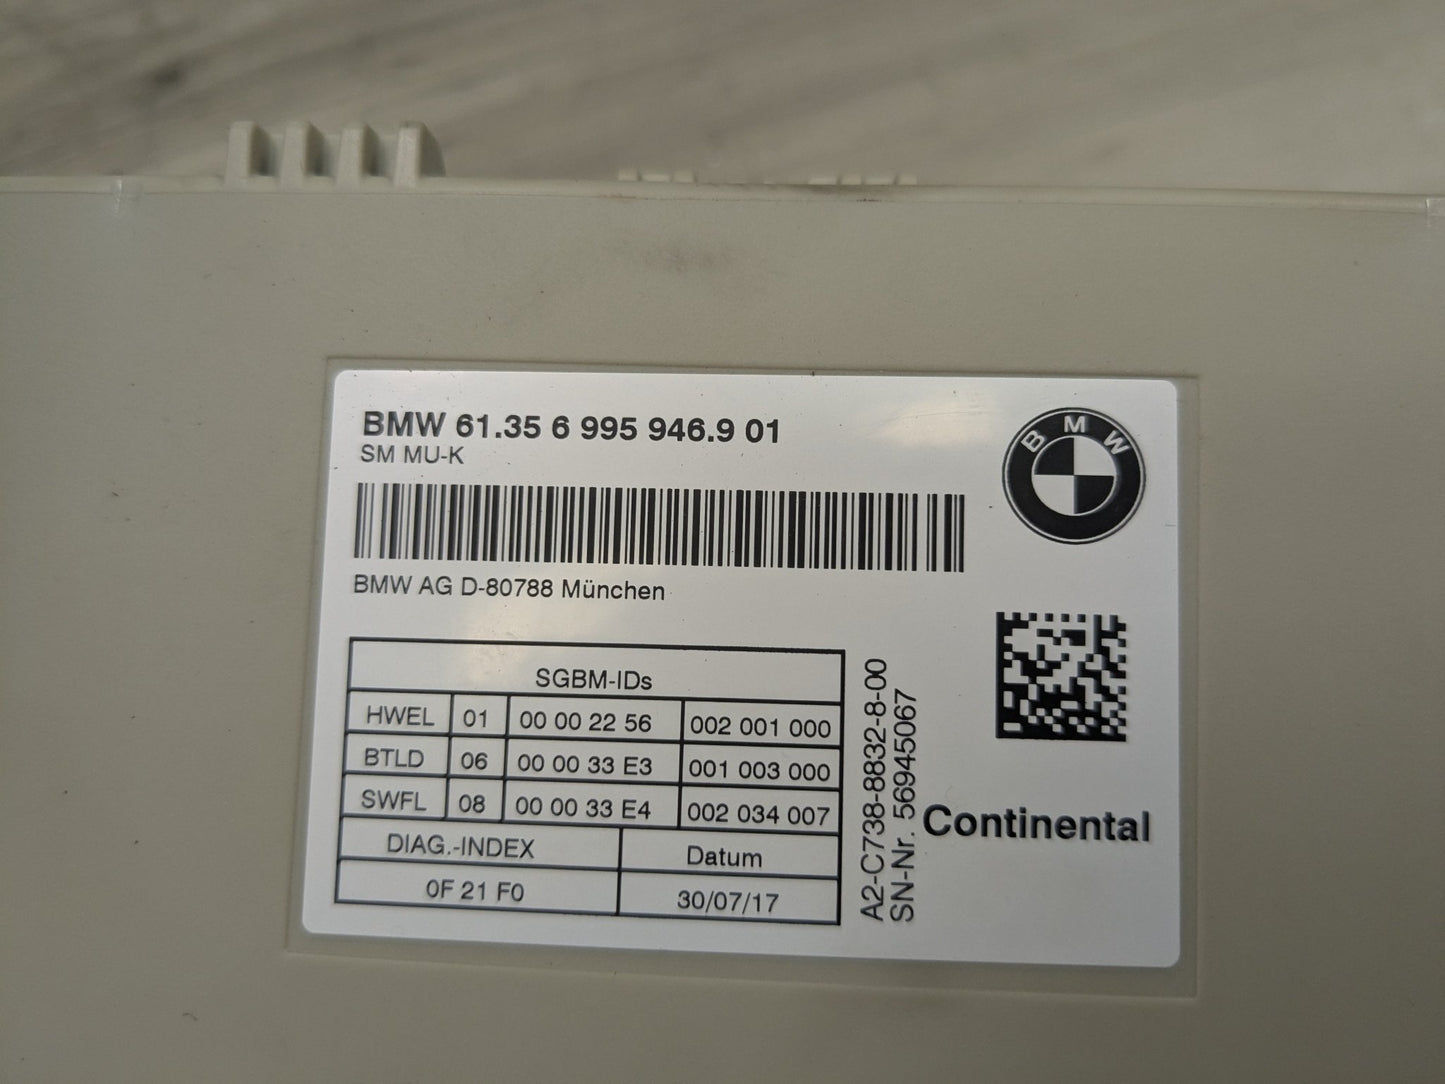 BMW 61.35 6 995 946.9 01
SM MU-K
BMW
BMW AG D-80788 München
SGBM-IDs
HWEL 01 00 00 22 56 002 001 000
BTLD 06 00 00 33 E3 001 003 000
SWFL 08 00 00 33 E4 002 034 007
DIAG.-INDEX Datum
0F 21 F0 30/07/17
A2-C738-8832-8-00
SN-Nr. 56945067
Continental